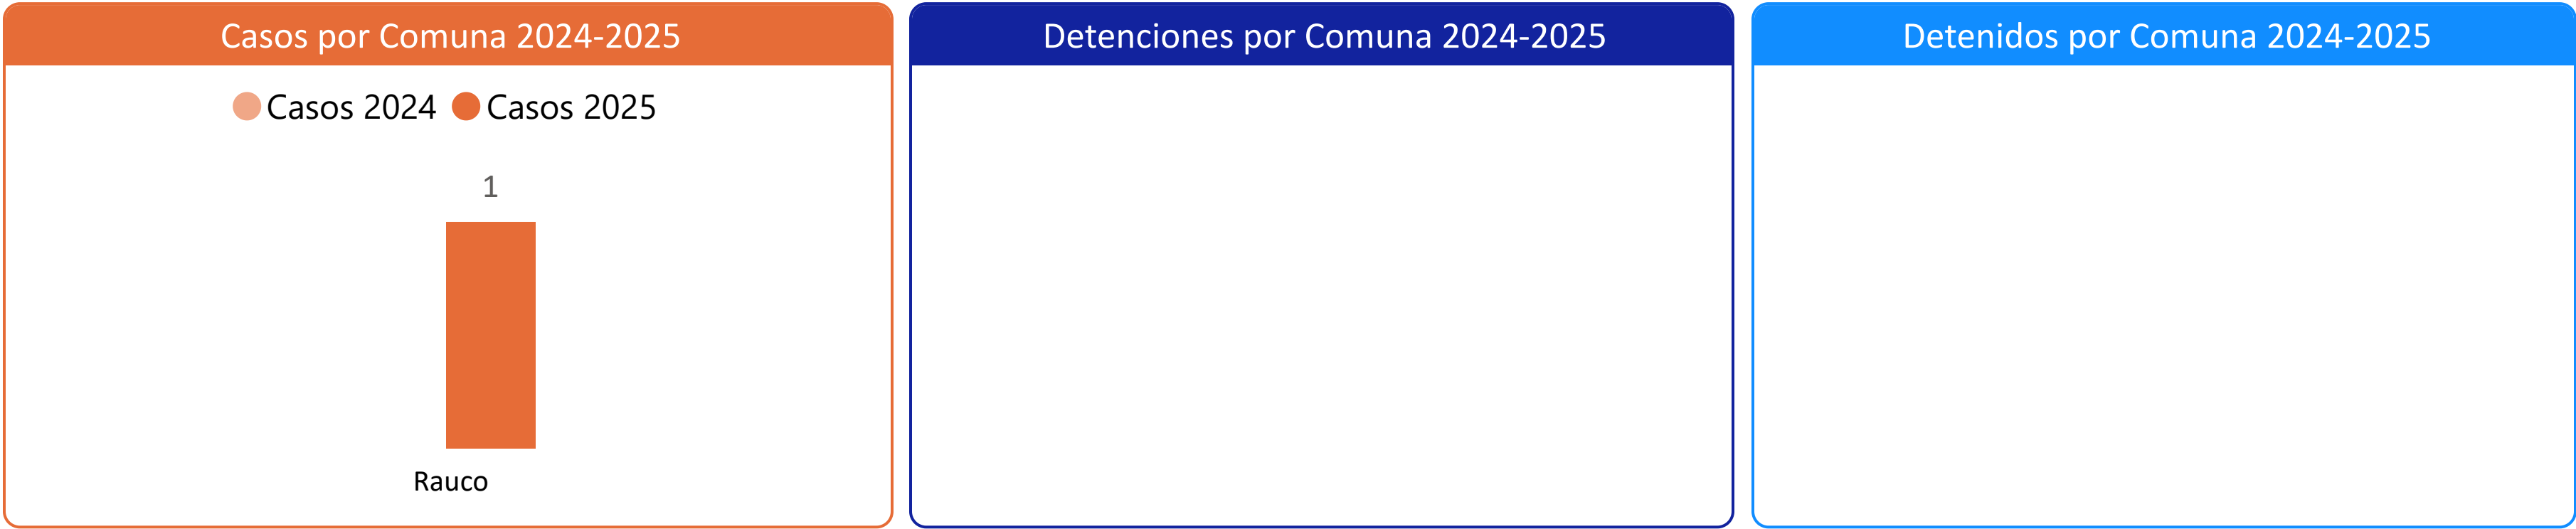 Casos por Comuna 2024-2025
Casos 2024 Casos 2025
1
Rauco
Detenciones por Comuna 2024-2025
Detenidos por Comuna 2024-2025